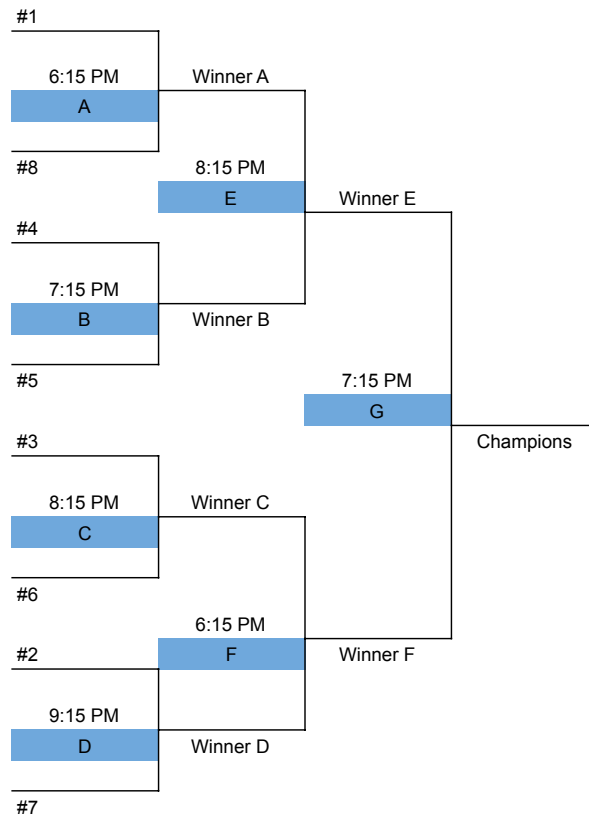 #1
6:15 PM
Winner A
A
#8
8:15 PM
E
Winner E
#4
7:15 PM
B
Winner B
#5
7:15 PM
G
Champions
#3
8:15 PM
Winner C
C
#6
6:15 PM
F
Winner F
#2
9:15 PM
D
Winner D
#7